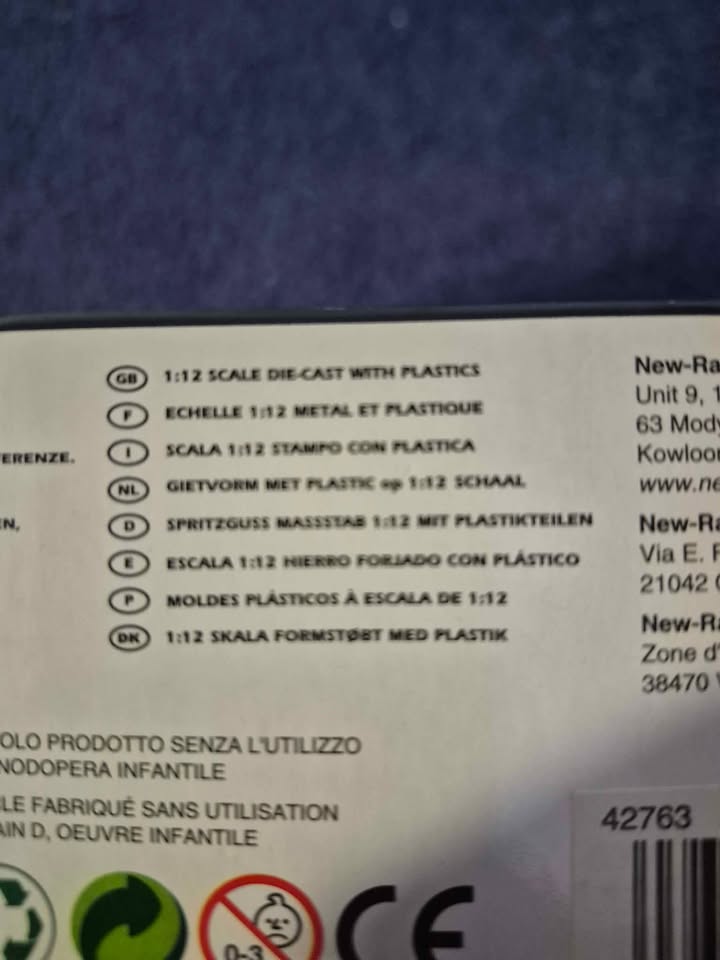 GB 1:12 SCALE DIE-CAST WITH PLASTICS
F ECHELLE 1:12 METAL ET PLASTIQUE
I SCALA 1:12 STAMPO CON PLASTICA
NL GIETVORM MET PLASTIC op 1:12 SCHAAL
D SPRITZGUSS MASSSTAB 1:12 MIT PLASTIKTEILEN
E ESCALA 1:12 HIERRO FORJADO CON PLÁSTICO
P MOLDES PLÁSTICOS À ESCALA DE 1:12
DK 1:12 SKALA FORMSTØBT MED PLASTIK
ERENZE.
EN,
New-Ra
Unit 9, 1
63 Mody
Kowloon
www.ne
New-Ra
Via E. F
21042 C
New-Ra
Zone d'
38470 V
OLO PRODOTTO SENZA L'UTILIZZO
NODOPERA INFANTILE
LE FABRIQUÉ SANS UTILISATION
AIN D, OEUVRE INFANTILE
42763
0-3
CE